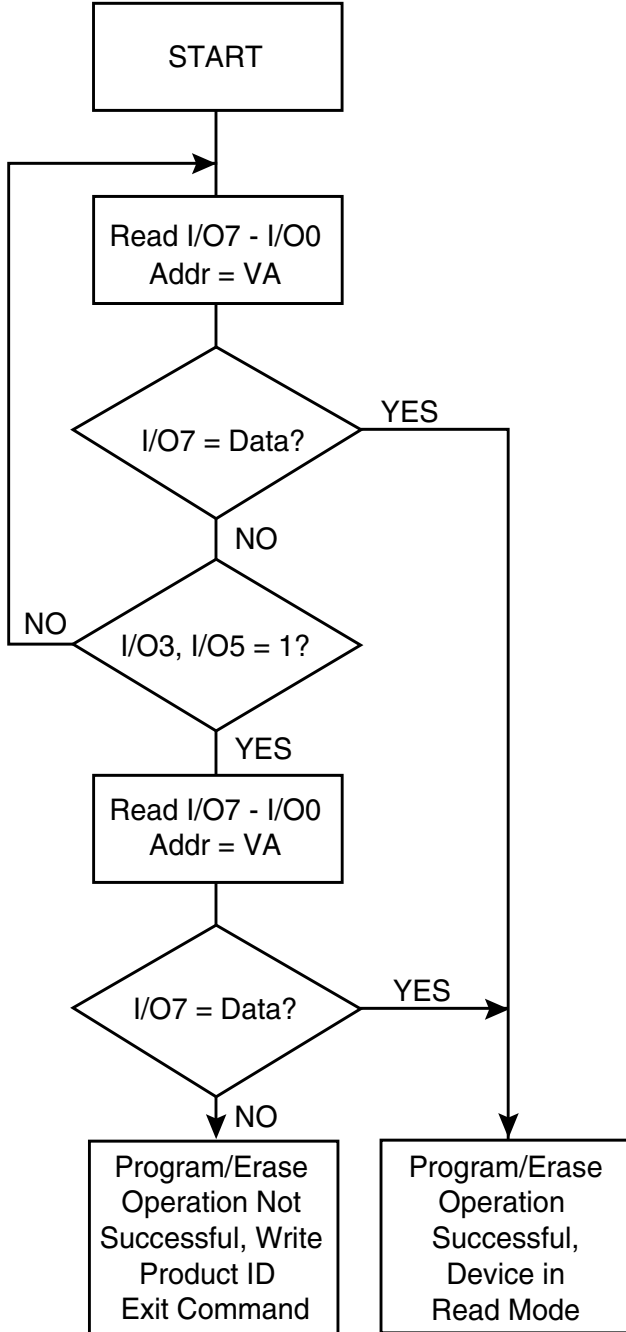 START
Read I/O7 - I/O0
Addr = VA
I/O7 = Data?
YES
NO
NO
I/O3, I/O5 = 1?
YES
Read I/O7 - I/O0
Addr = VA
I/O7 = Data?
YES
NO
Program/Erase
Operation Not
Successful, Write
Product ID
Exit Command
Program/Erase
Operation
Successful,
Device in
Read Mode